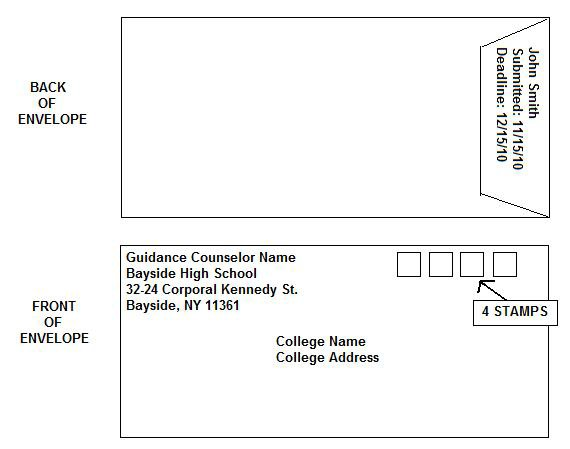 BACK
OF
ENVELOPE
John Smith
Submitted: 11/15/10
Deadline: 12/15/10
FRONT
OF
ENVELOPE
Guidance Counselor Name
Bayside High School
32-24 Corporal Kennedy St.
Bayside, NY 11361
4 STAMPS
College Name
College Address